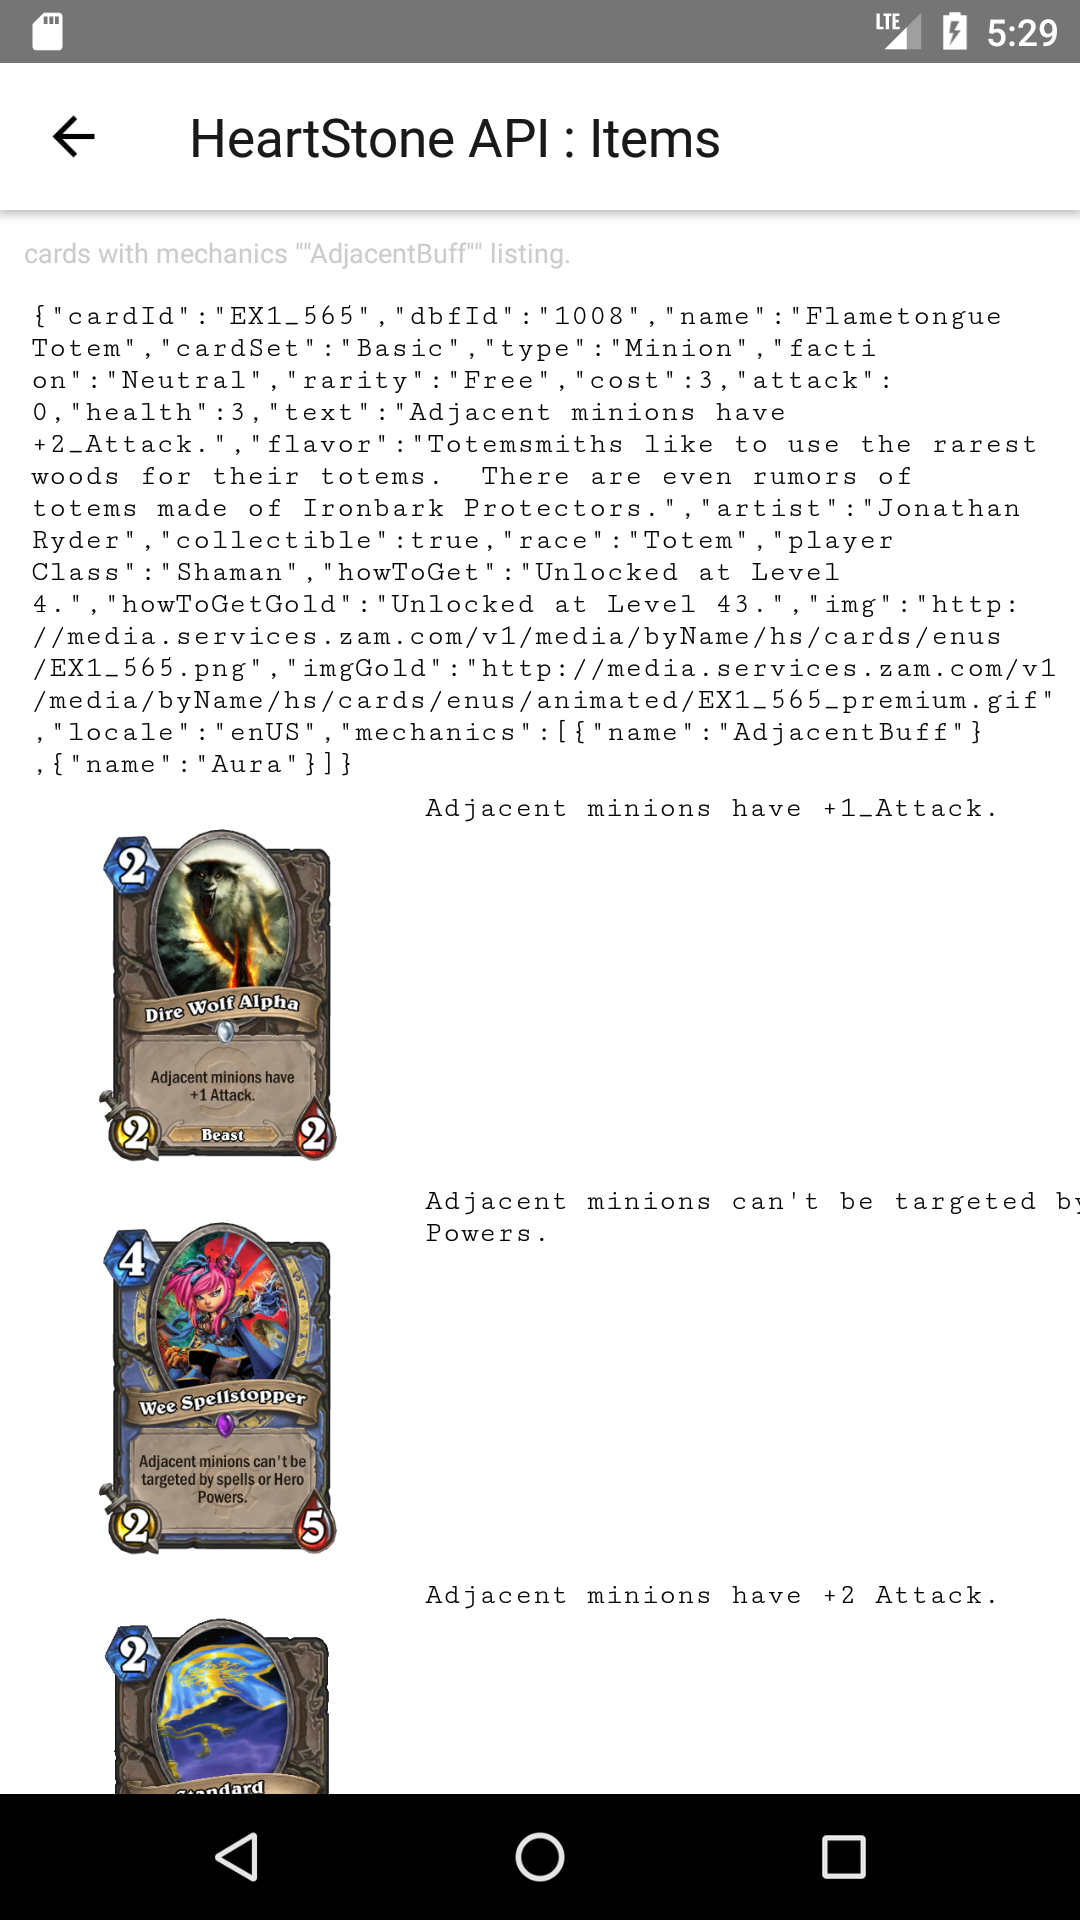 LTE 5:29
HeartStone API : Items
cards with mechanics ""AdjacentBuff"" listing.
{"cardId":"EX1_565","dbfId":"1008","name":"Flametongue
Totem","cardSet":"Basic","type":"Minion","facti
on":"Neutral","rarity":"Free","cost":3,"attack":
0,"health":3,"text":"Adjacent minions have
+2_Attack.","flavor":"Totemsmiths like to use the rarest
woods for their totems.  There are even rumors of
totems made of Ironbark Protectors.","artist":"Jonathan
Ryder","collectible":true,"race":"Totem","player
Class":"Shaman","howToGet":"Unlocked at Level
4.","howToGetGold":"Unlocked at Level 43.","img":"http:
//media.services.zam.com/v1/media/byName/hs/cards/enus
/EX1_565.png","imgGold":"http://media.services.zam.com/v1
/media/byName/hs/cards/enus/animated/EX1_565_premium.gif"
,"locale":"enUS","mechanics":[{"name":"AdjacentBuff"}
,{"name":"Aura"}]}
Adjacent minions have +1_Attack.
2
Dire Wolf Alpha
Adjacent minions have
+1 Attack.
2 Beast 2
Adjacent minions can't be targeted by
Powers.
4
Wee Spellstopper
Adjacent minions can't be
targeted by spells or Hero
Powers.
2 5
Adjacent minions have +2 Attack.
2
Standard